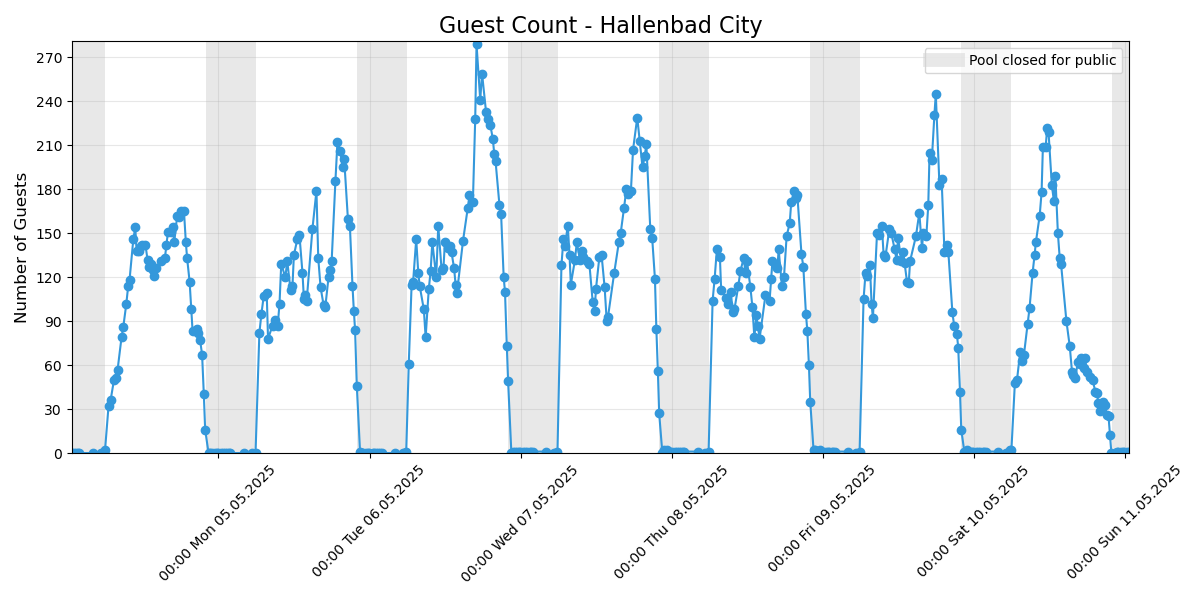 Guest Count - Hallenbad City
Pool closed for public
Number of Guests
270
240
210
180
150
120
90
60
30
0
00:00 Mon 05.05.2025
00:00 Tue 06.05.2025
00:00 Wed 07.05.2025
00:00 Thu 08.05.2025
00:00 Fri 09.05.2025
00:00 Sat 10.05.2025
00:00 Sun 11.05.2025